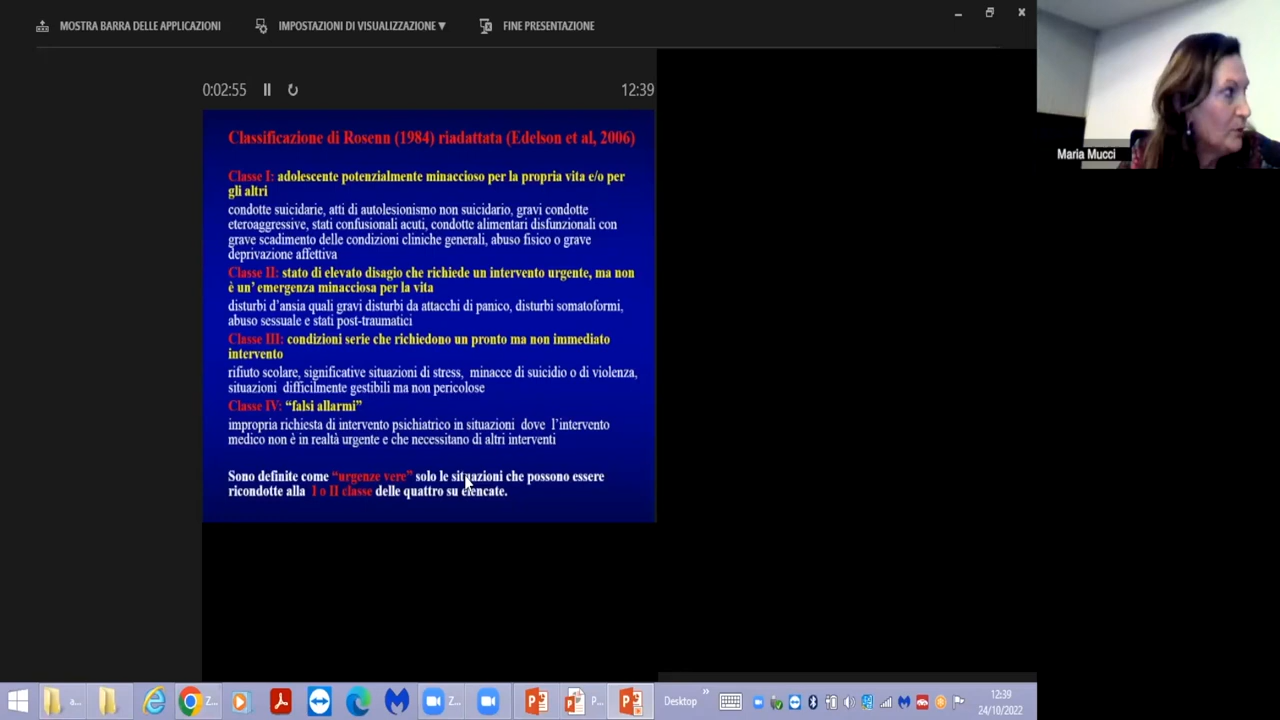 MOSTRA BARRA DELLE APPLICAZIONI
IMPOSTAZIONI DI VISUALIZZAZIONE ▼
FINE PRESENTAZIONE
0:02:55
12:39
Classificazione di Rosenn (1984) riadattata (Edelson et al, 2006)
Classe I: adolescente potenzialmente minaccioso per la propria vita e/o per
gli altri
condotte suicidarie, atti di autolesionismo non suicidario, gravi condotte
eteroaggressive, stati confusionali acuti, condotte alimentari disfunzionali con
grave scadimento delle condizioni cliniche generali, abuso fisico o grave
deprivazione affettiva
Classe II: stato di elevato disagio che richiede un intervento urgente, ma non
è un' emergenza minacciosa per la vita
disturbi d'ansia quali gravi disturbi da attacchi di panico, disturbi somatoformi,
abuso sessuale e stati post-traumatici
Classe III: condizioni serie che richiedono un pronto ma non immediato
intervento
rifiuto scolare, significative situazioni di stress, minacce di suicidio o di violenza,
situazioni difficilmente gestibili ma non pericolose
Classe IV: "falsi allarmi"
impropria richiesta di intervento psichiatrico in situazioni dove l'intervento
medico non è in realtà urgente e che necessitano di altri interventi
Sono definite come "urgenze vere" solo le situazioni che possono essere
ricondotte alla I o II classe delle quattro su elencate.
Maria Mucci
a...
Z...
Z...
P...
Desktop
12:39
24/10/2022